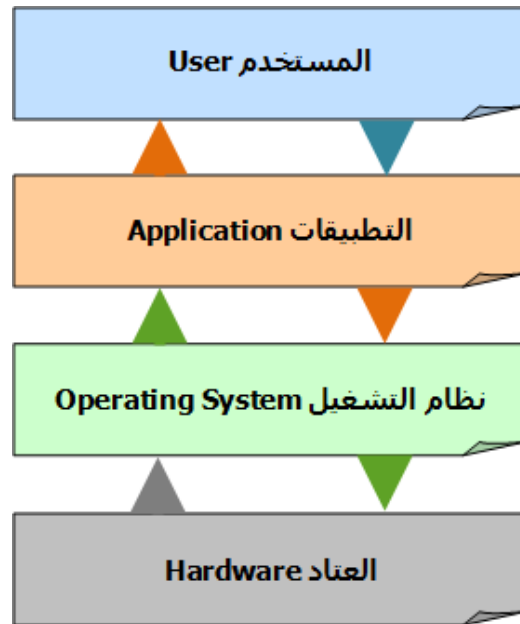 المستخدم User
التطبيقات Application
نظام التشغيل Operating System
العتاد Hardware